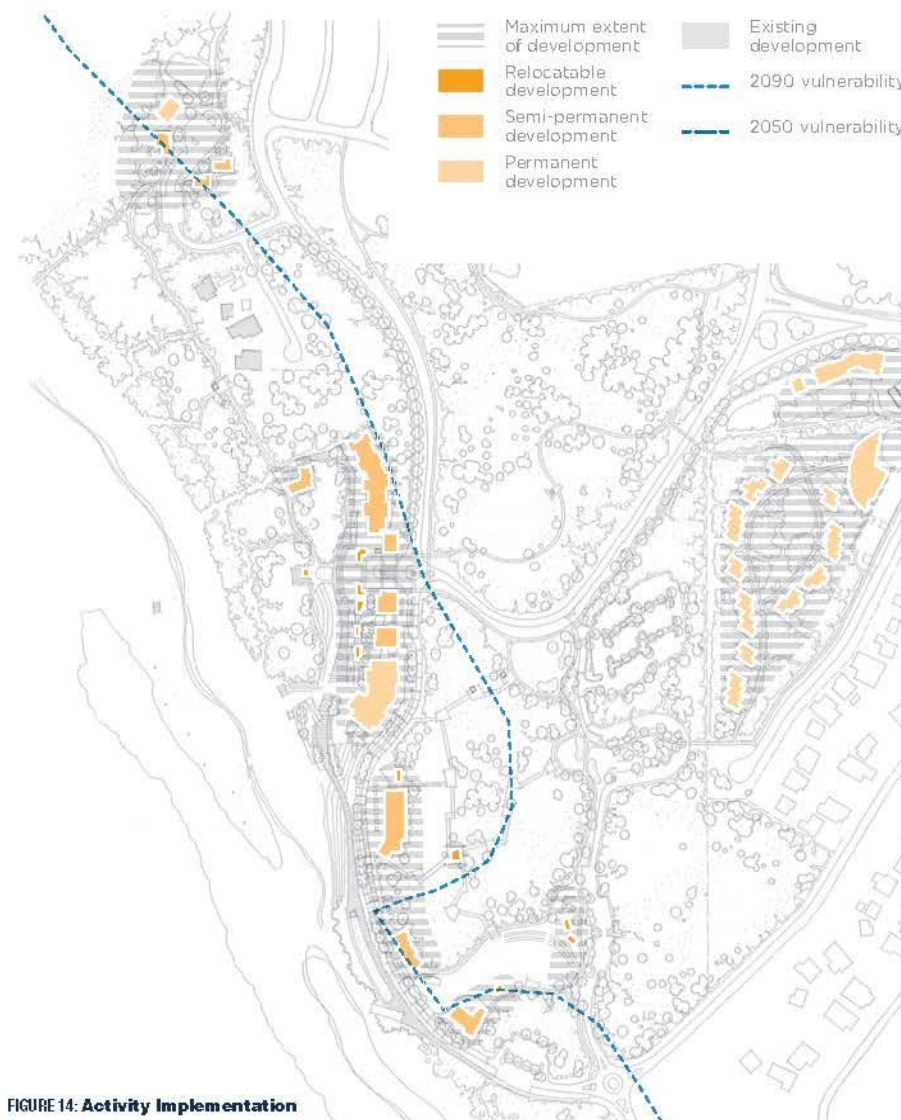 Maximum extent
of development
Relocatable
development
Semi-permanent
development
Permanent
development
Existing
development
2090 vulnerability
2050 vulnerability
FIGURE 14: Activity Implementation